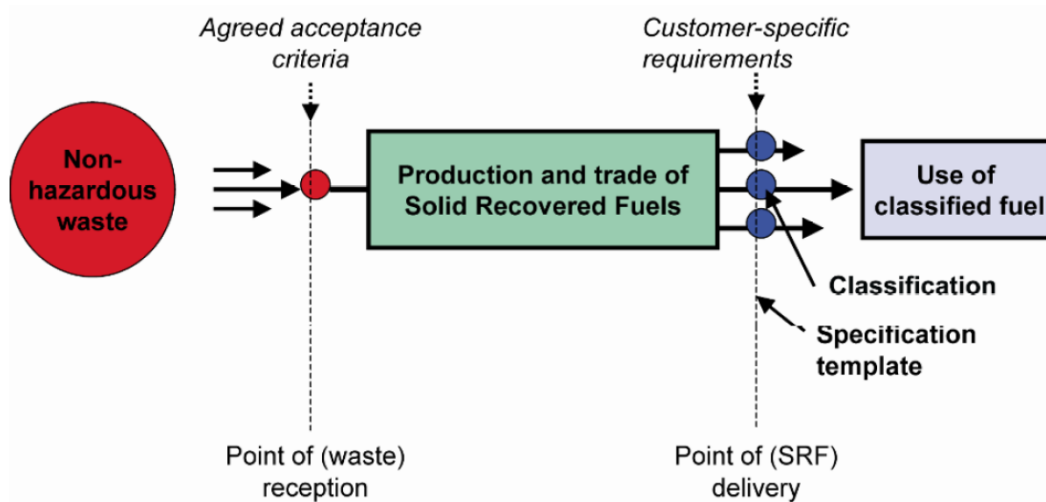 Agreed acceptance
criteria
Customer-specific
requirements
Non-
hazardous
waste
Production and trade of
Solid Recovered Fuels
Use of
classified fuel
Classification
Specification
template
Point of (waste)
reception
Point of (SRF)
delivery